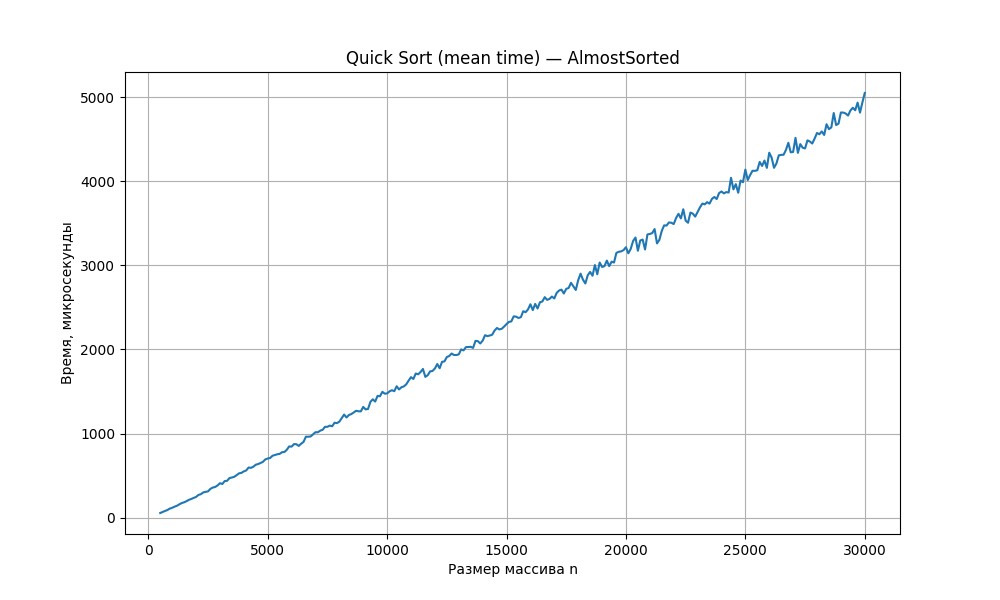 Quick Sort (mean time) — AlmostSorted
Время, микросекунды
5000
4000
3000
2000
1000
0
0 5000 10000 15000 20000 25000 30000
Размер массива n